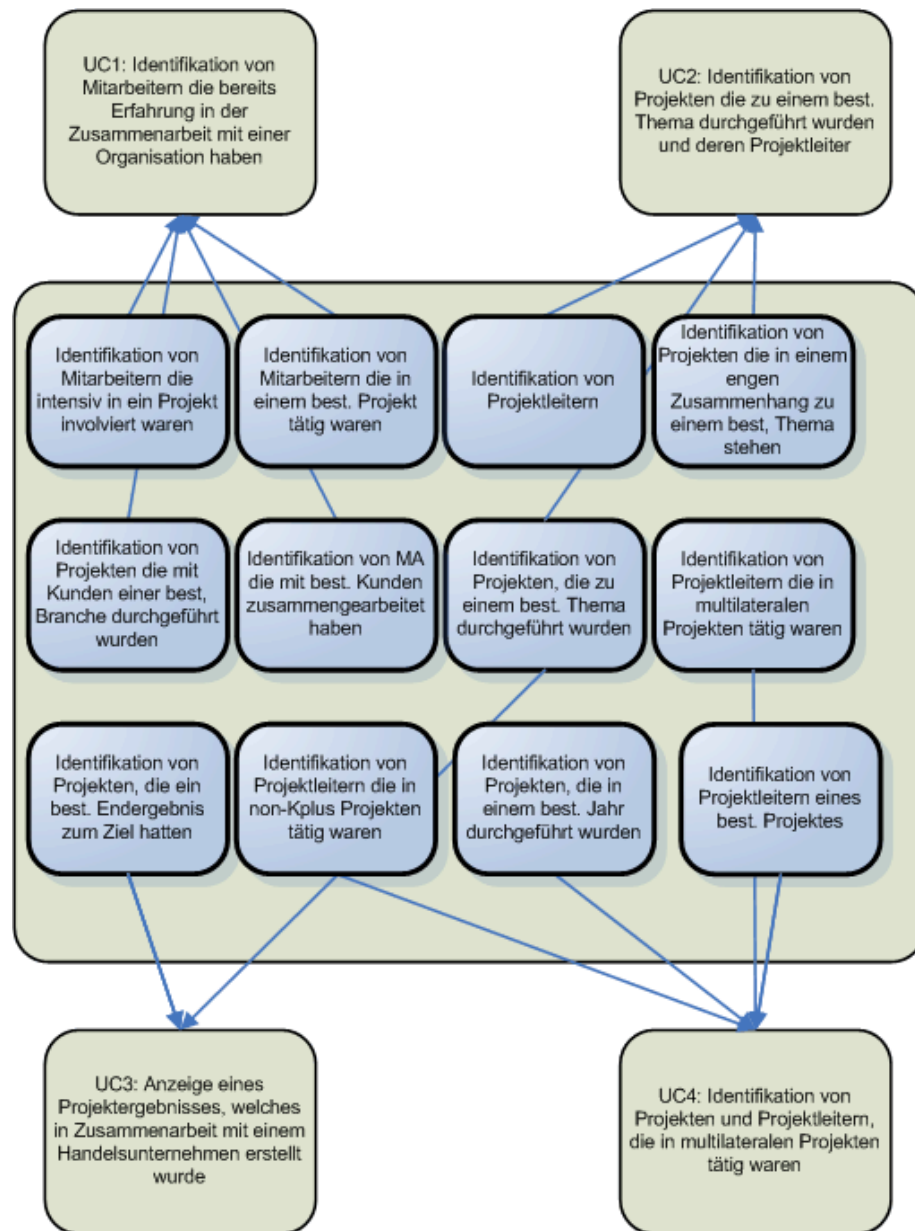 UC1: Identifikation von
Mitarbeitern die bereits
Erfahrung in der
Zusammenarbeit mit einer
Organisation haben
UC2: Identifikation von
Projekten die zu einem best.
Thema durchgeführt wurden
und deren Projektleiter
Identifikation von
Mitarbeitern die
intensiv in ein Projekt
involviert waren
Identifikation von
Mitarbeitern die in
einem best. Projekt
tätig waren
Identifikation von
Projektleitern
Identifikation von
Projekten die in einem
engen
Zusammenhang zu
einem best, Thema
stehen
Identifikation von
Projekten die mit
Kunden einer best,
Branche durchgeführt
wurden
Identifikation von MA
die mit best. Kunden
zusammengearbeitet
haben
Identifikation von
Projekten, die zu
einem best. Thema
durchgeführt wurden
Identifikation von
Projektleitern die in
multilateralen
Projekten tätig waren
Identifikation von
Projekten, die ein
best. Endergebnis
zum Ziel hatten
Identifikation von
Projektleitern die in
non-Kplus Projekten
tätig waren
Identifikation von
Projekten, die in
einem best. Jahr
durchgeführt wurden
Identifikation von
Projektleitern eines
best. Projektes
UC3: Anzeige eines
Projektergebnisses, welches
in Zusammenarbeit mit einem
Handelsunternehmen erstellt
wurde
UC4: Identifikation von
Projekten und Projektleitern,
die in multilateralen Projekten
tätig waren